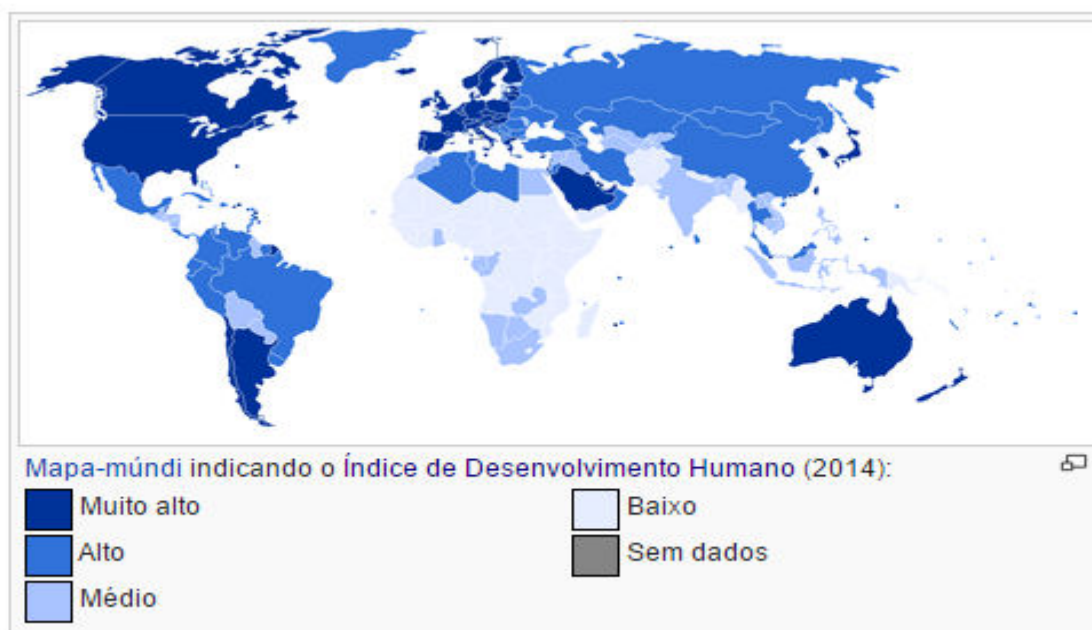 Mapa-múndi indicando o Índice de Desenvolvimento Humano (2014):
Muito alto
Alto
Médio
Baixo
Sem dados